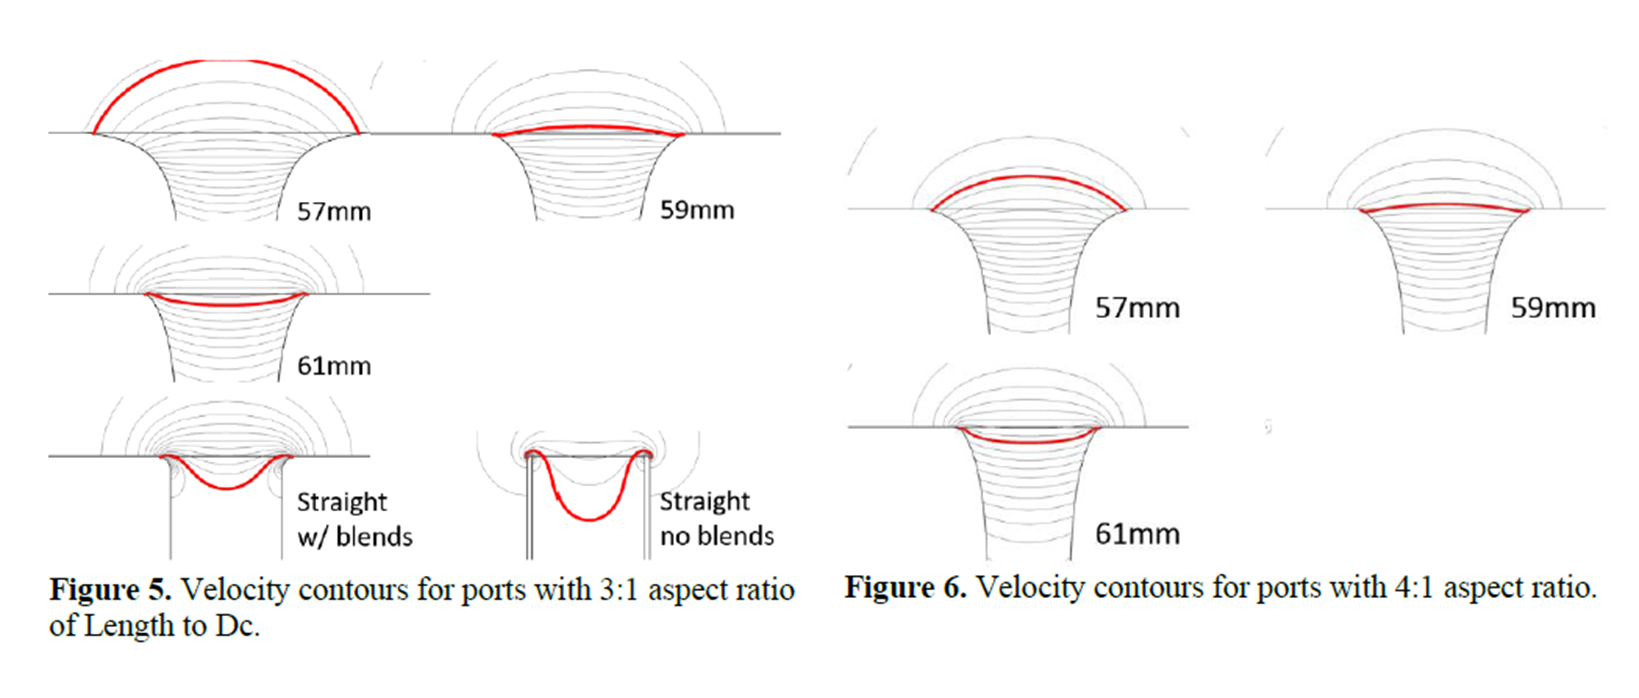 57mm
59mm
61mm
Straight
w/ blends
Straight
no blends
Figure 5. Velocity contours for ports with 3:1 aspect ratio
of Length to Dc.
57mm
59mm
61mm
Figure 6. Velocity contours for ports with 4:1 aspect ratio.